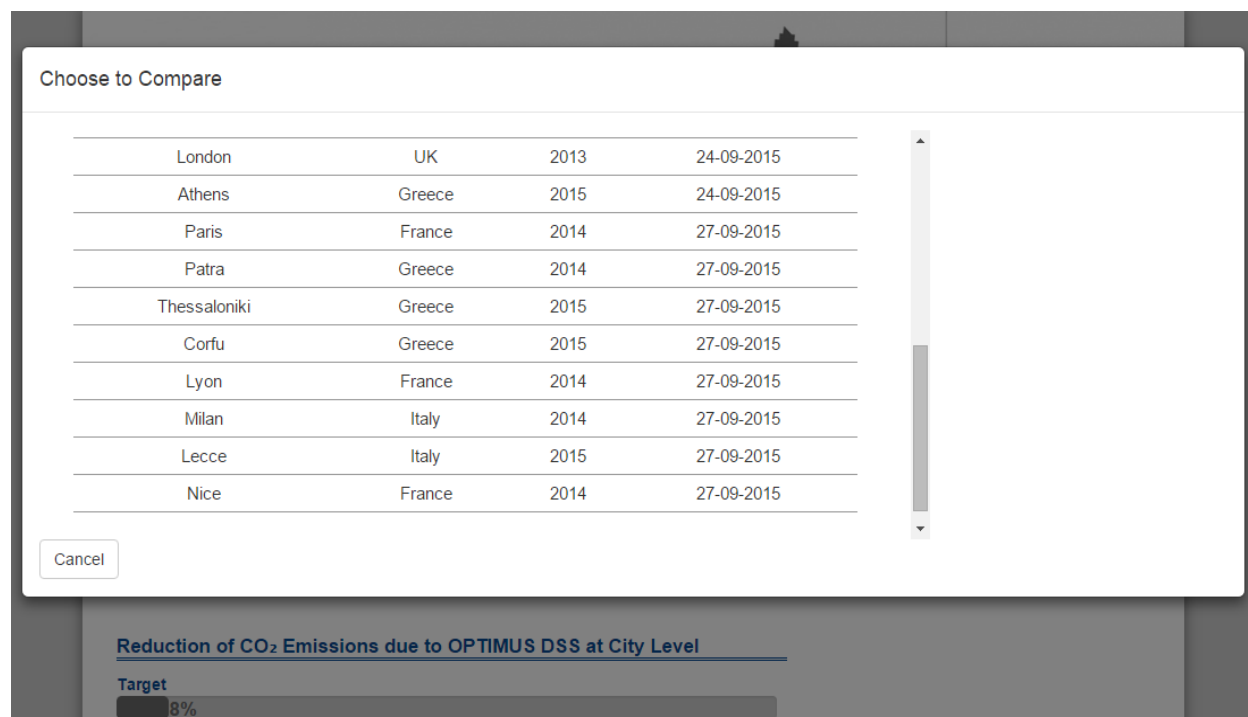 Choose to Compare
London UK 2013 24-09-2015
Athens Greece 2015 24-09-2015
Paris France 2014 27-09-2015
Patra Greece 2014 27-09-2015
Thessaloniki Greece 2015 27-09-2015
Corfu Greece 2015 27-09-2015
Lyon France 2014 27-09-2015
Milan Italy 2014 27-09-2015
Lecce Italy 2015 27-09-2015
Nice France 2014 27-09-2015
Cancel
Reduction of CO₂ Emissions due to OPTIMUS DSS at City Level
Target
8%